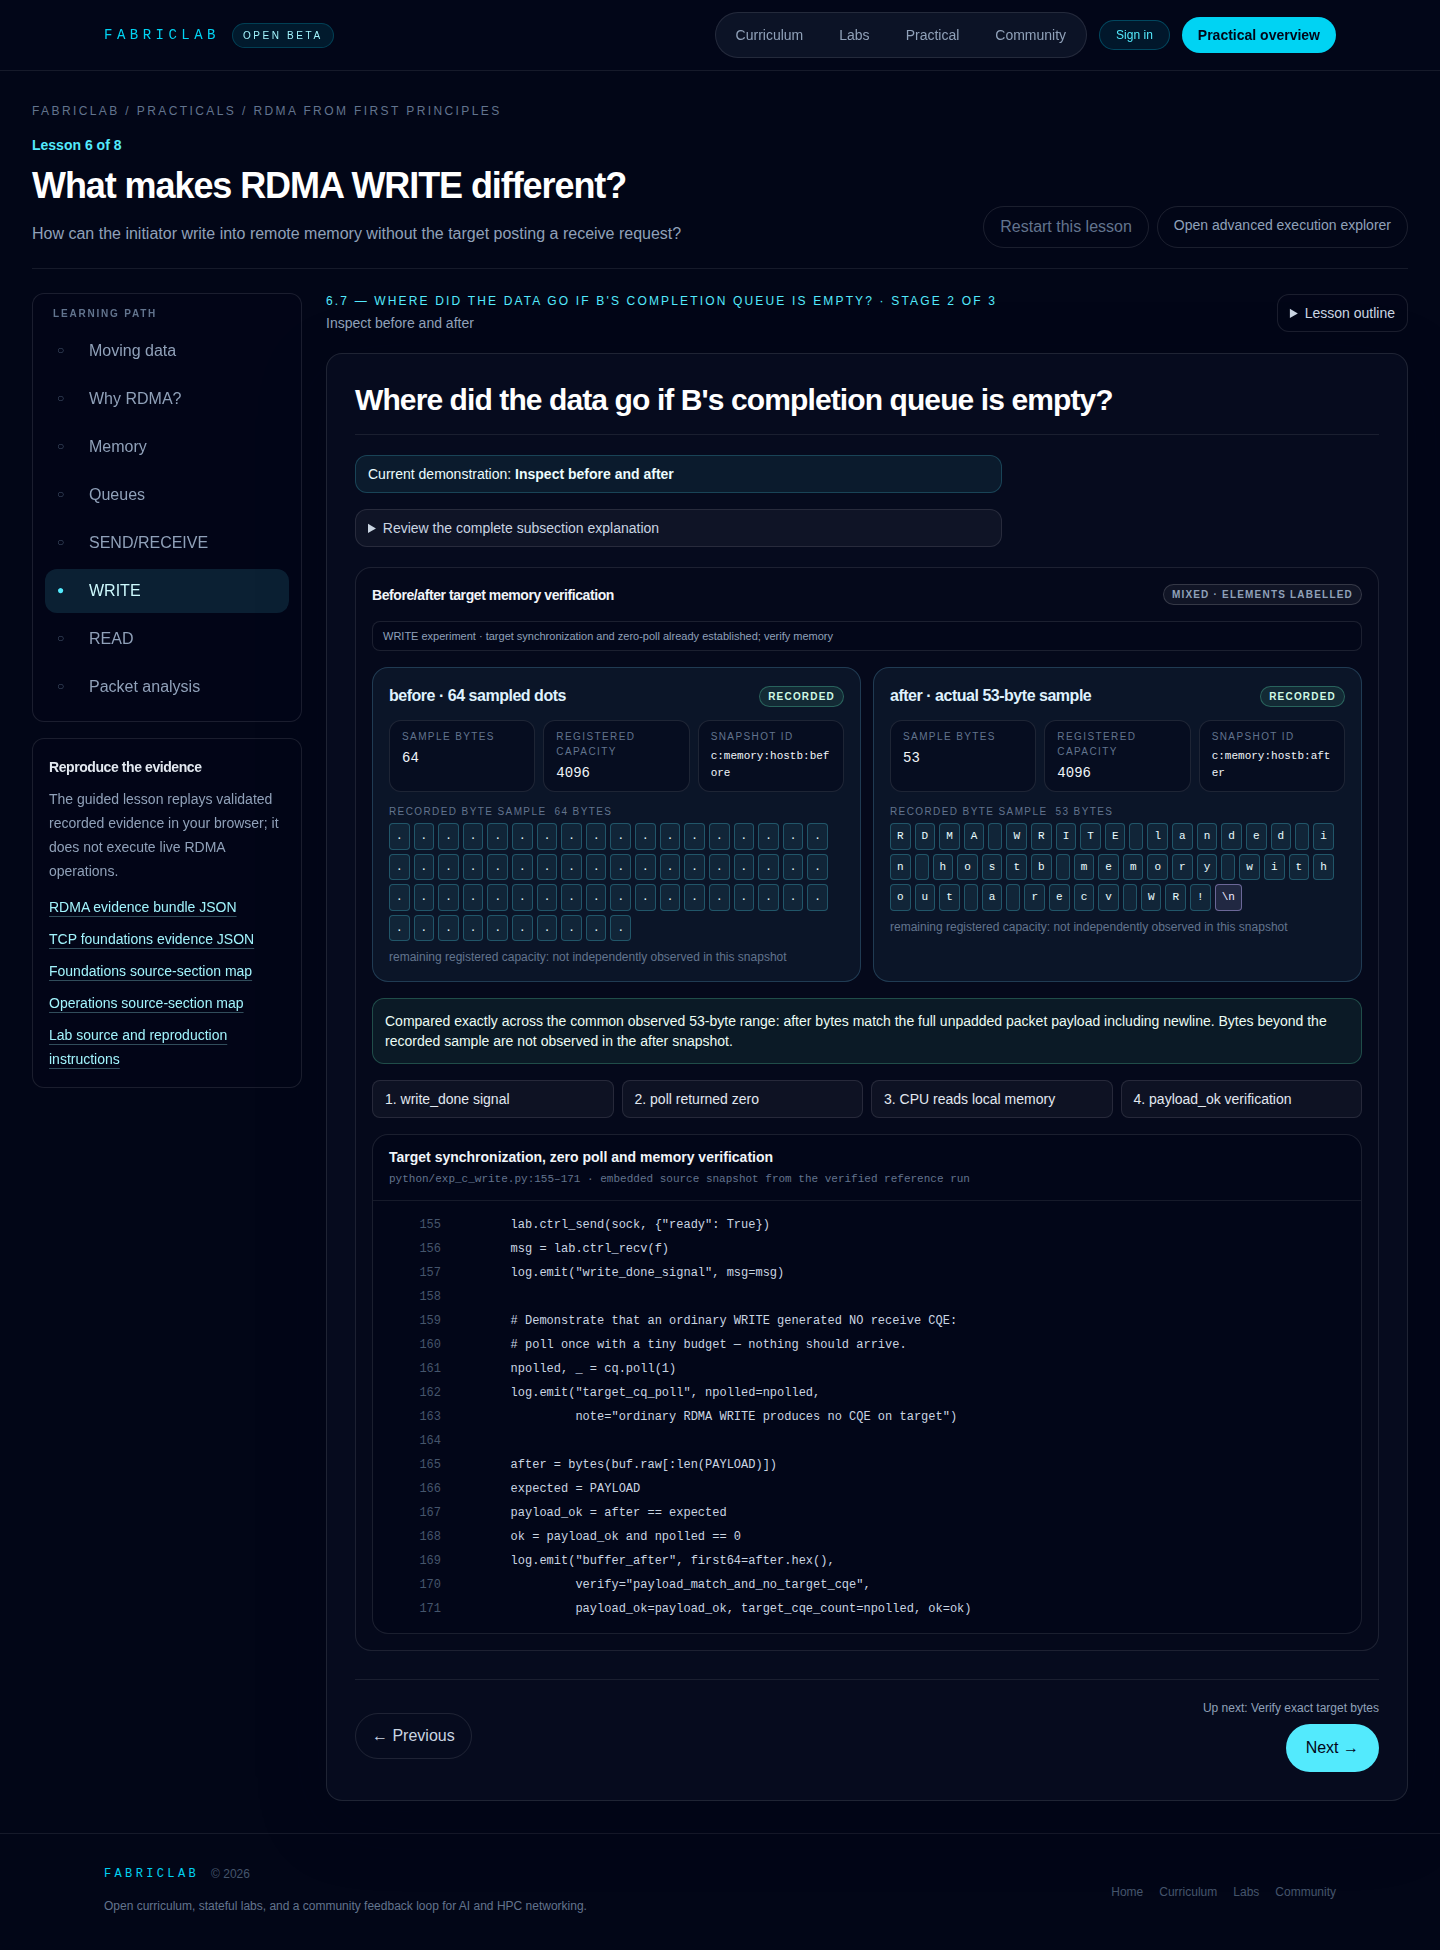 FABRICLAB OPEN BETA Curriculum Labs Practical Community Sign in Practical overview
FABRICLAB / PRACTICALS / RDMA FROM FIRST PRINCIPLES
Lesson 6 of 8
What makes RDMA WRITE different?
How can the initiator write into remote memory without the target posting a receive request?
Restart this lesson Open advanced execution explorer
LEARNING PATH
○ Moving data
○ Why RDMA?
○ Memory
○ Queues
○ SEND/RECEIVE
● WRITE
○ READ
○ Packet analysis
Reproduce the evidence
The guided lesson replays validated
recorded evidence in your browser; it
does not execute live RDMA
operations.
RDMA evidence bundle JSON
TCP foundations evidence JSON
Foundations source-section map
Operations source-section map
Lab source and reproduction
instructions
6.7 — WHERE DID THE DATA GO IF B'S COMPLETION QUEUE IS EMPTY? · STAGE 2 OF 3
Inspect before and after
▶ Lesson outline
Where did the data go if B's completion queue is empty?
Current demonstration: Inspect before and after
▶ Review the complete subsection explanation
Before/after target memory verification
MIXED · ELEMENTS LABELLED
WRITE experiment · target synchronization and zero-poll already established; verify memory
before · 64 sampled dots RECORDED
SAMPLE BYTES
64
REGISTERED
CAPACITY
4096
SNAPSHOT ID
c:memory:hostb:bef
ore
RECORDED BYTE SAMPLE 64 BYTES
. . . . . . . . . . . . . . . . . .
. . . . . . . . . . . . . . . . . .
. . . . . . . . . . . . . . . . . .
. . . . . . . . . .
remaining registered capacity: not independently observed in this snapshot
after · actual 53-byte sample RECORDED
SAMPLE BYTES
53
REGISTERED
CAPACITY
4096
SNAPSHOT ID
c:memory:hostb:aft
er
RECORDED BYTE SAMPLE 53 BYTES
R D M A   W R I T E   l a n d e d   i
n   h o s t b   m e m o r y   w i t h
o u t   a   r e c v   W R ! \n
remaining registered capacity: not independently observed in this snapshot
Compared exactly across the common observed 53-byte range: after bytes match the full unpadded packet payload including newline. Bytes beyond the
recorded sample are not observed in the after snapshot.
1. write_done signal
2. poll returned zero
3. CPU reads local memory
4. payload_ok verification
Target synchronization, zero poll and memory verification
python/exp_c_write.py:155–171 · embedded source snapshot from the verified reference run
155 lab.ctrl_send(sock, {"ready": True})
156 msg = lab.ctrl_recv(f)
157 log.emit("write_done_signal", msg=msg)
158
159 # Demonstrate that an ordinary WRITE generated NO receive CQE:
160 # poll once with a tiny budget — nothing should arrive.
161 npolled, _ = cq.poll(1)
162 log.emit("target_cq_poll", npolled=npolled,
163 note="ordinary RDMA WRITE produces no CQE on target")
164
165 after = bytes(buf.raw[:len(PAYLOAD)])
166 expected = PAYLOAD
167 payload_ok = after == expected
168 ok = payload_ok and npolled == 0
169 log.emit("buffer_after", first64=after.hex(),
170 verify="payload_match_and_no_target_cqe",
171 payload_ok=payload_ok, target_cqe_count=npolled, ok=ok)
← Previous
Up next: Verify exact target bytes
Next →
FABRICLAB © 2026
Open curriculum, stateful labs, and a community feedback loop for AI and HPC networking.
Home Curriculum Labs Community